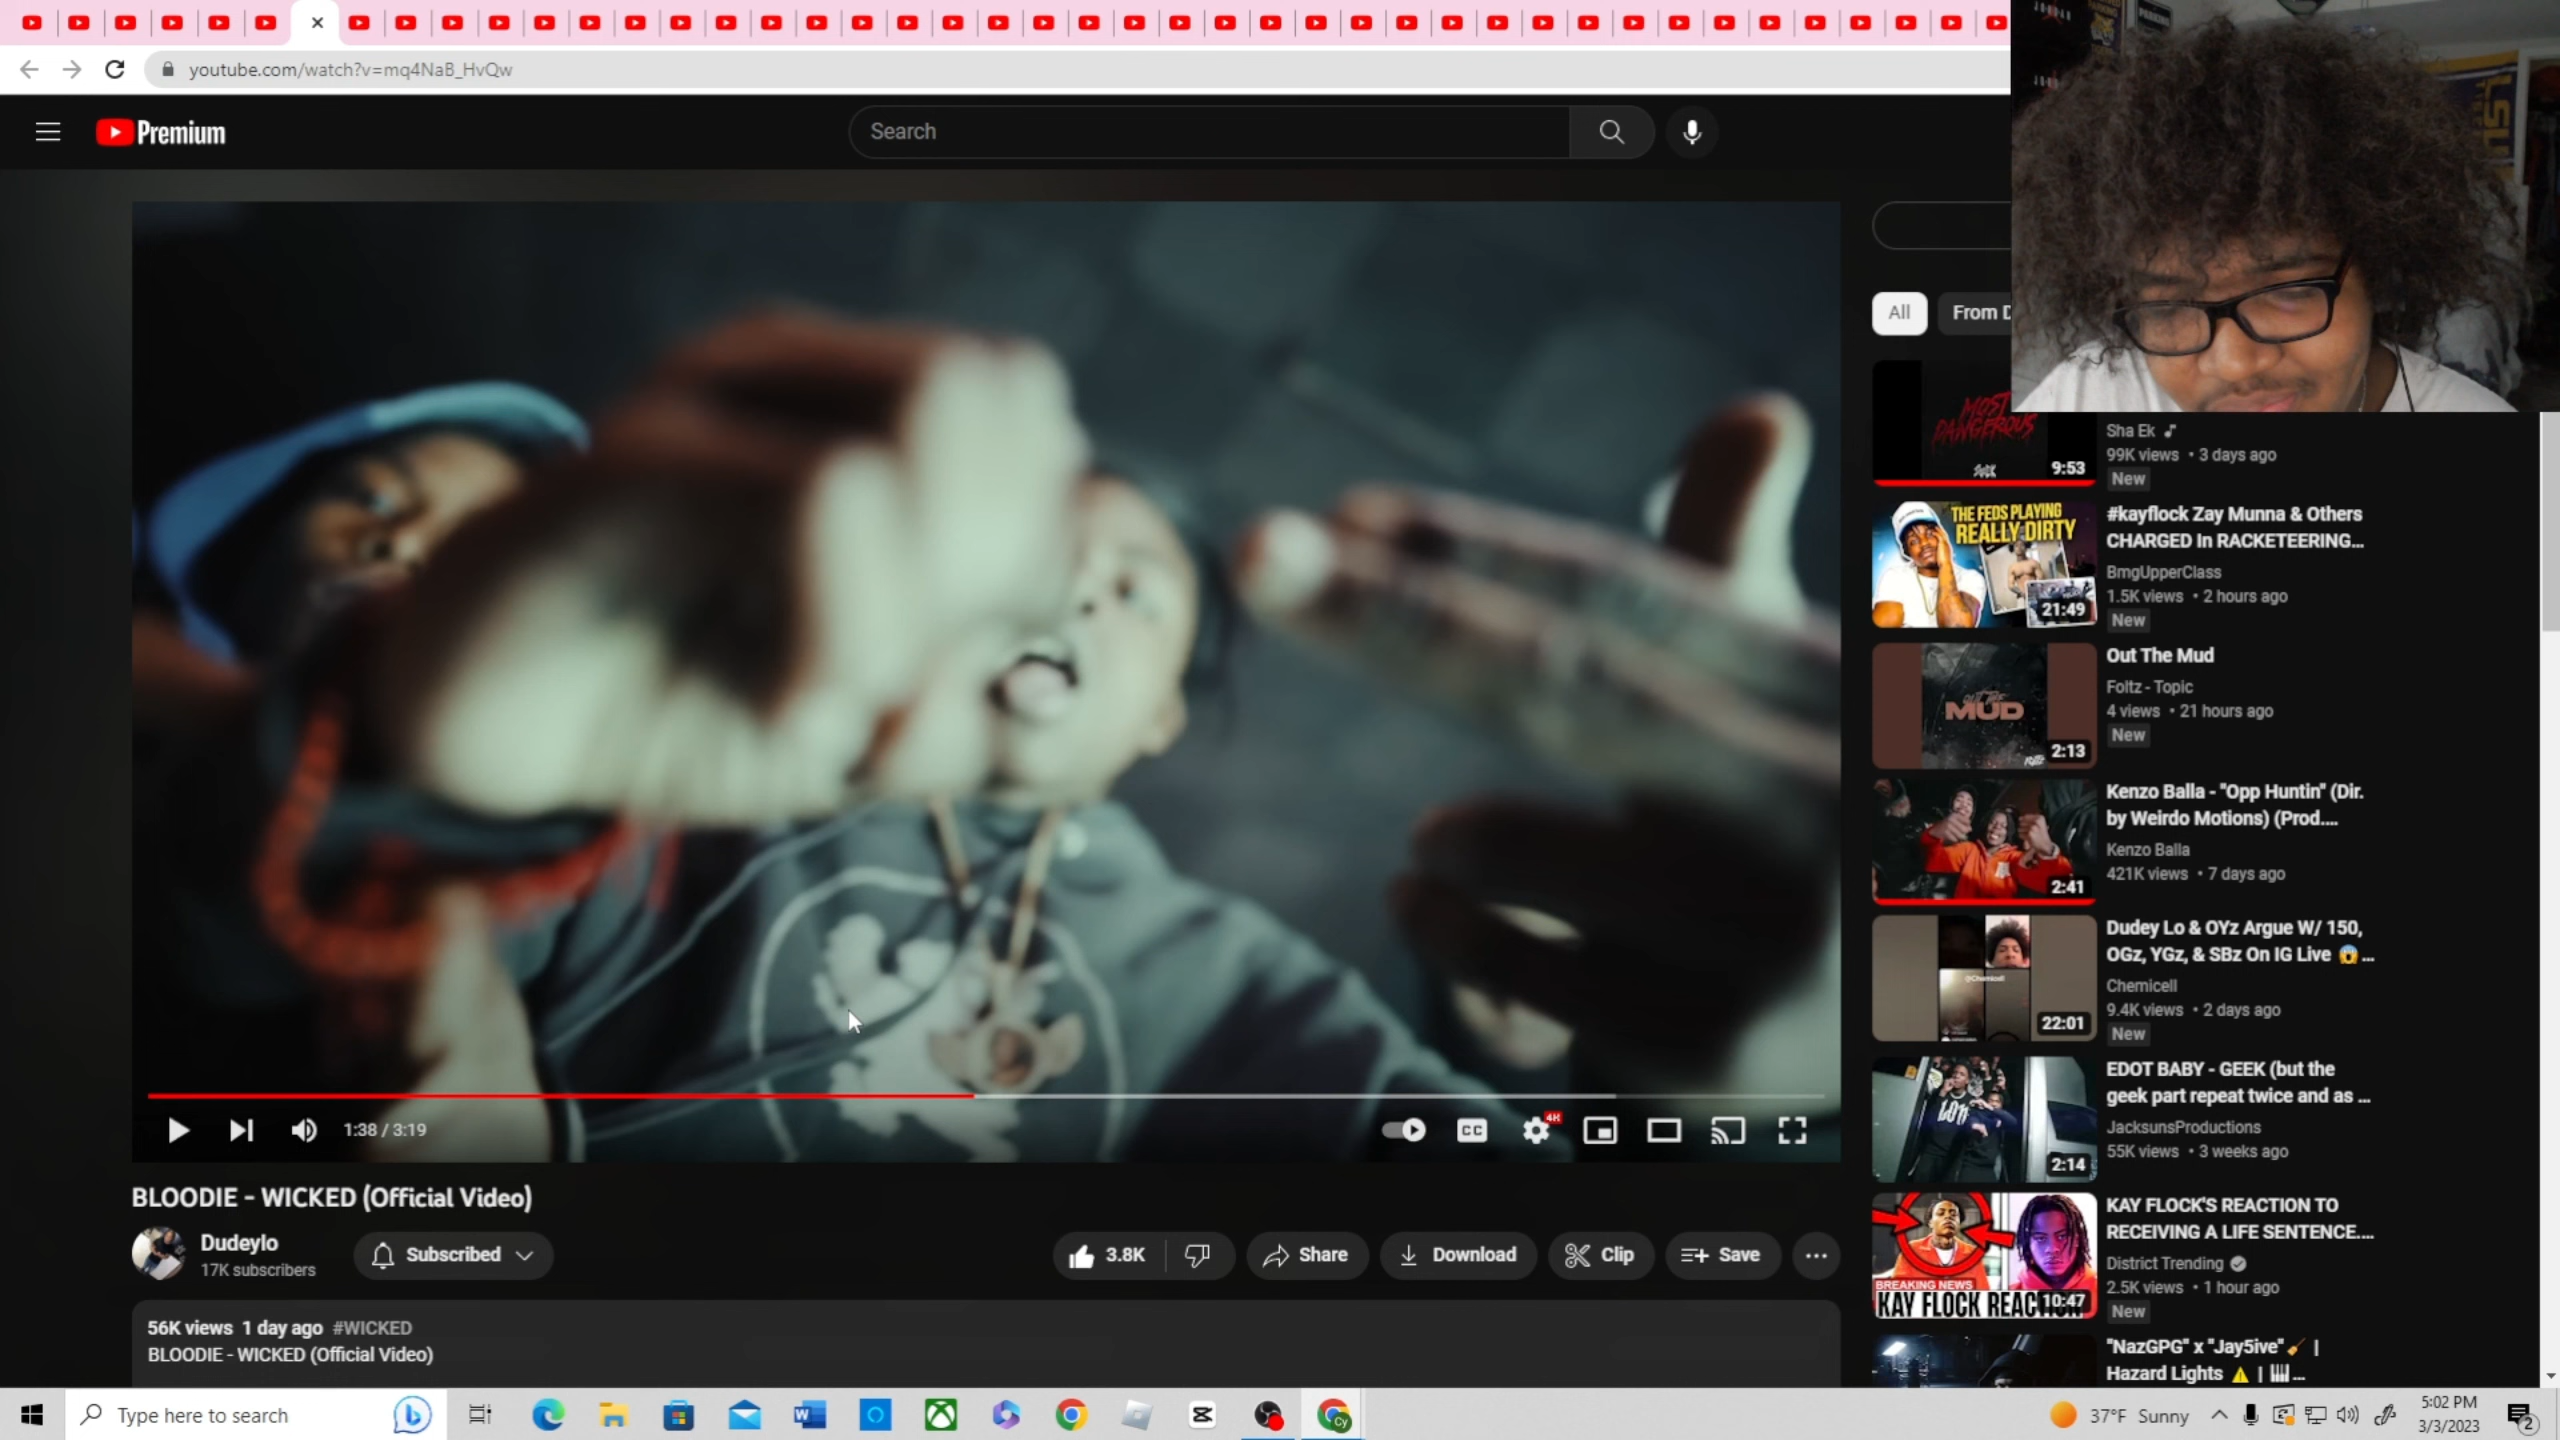 youtube.com/watch?v=mq4NaB_HvQw
Premium
Search
All
From D
MOST
DANGEROUS
9:53
Sha Ek
99K views • 3 days ago
New
THE FEDS PLAYING
REALLY DIRTY
21:49
#kayflock Zay Munna & Others
CHARGED In RACKETEERING...
BmgUpperClass
1.5K views • 2 hours ago
New
MUD
2:13
Out The Mud
Foltz - Topic
4 views • 21 hours ago
New
2:41
Kenzo Balla - "Opp Huntin" (Dir.
by Weirdo Motions) (Prod....
Kenzo Balla
421K views • 7 days ago
22:01
Dudey Lo & OYz Argue W/ 150,
OGz, YGz, & SBz On IG Live 😱 ...
Chemicell
9.4K views • 2 days ago
New
2:14
EDOT BABY - GEEK (but the
geek part repeat twice and as ...
JacksunsProductions
55K views • 3 weeks ago
BREAKING NEWS
KAY FLOCK REAC
10:47
KAY FLOCK'S REACTION TO
RECEIVING A LIFE SENTENCE....
District Trending
2.5K views • 1 hour ago
New
"NazGPG" x "Jay5ive"🧹 |
Hazard Lights ⚠️ | 🎹...
1:38 / 3:19
CC
4K
BLOODIE - WICKED (Official Video)
Dudeylo
17K subscribers
Subscribed
3.8K
Share
Download
Clip
Save
56K views 1 day ago #WICKED
BLOODIE - WICKED (Official Video)
Type here to search
37°F Sunny
5:02 PM
3/3/2023
2